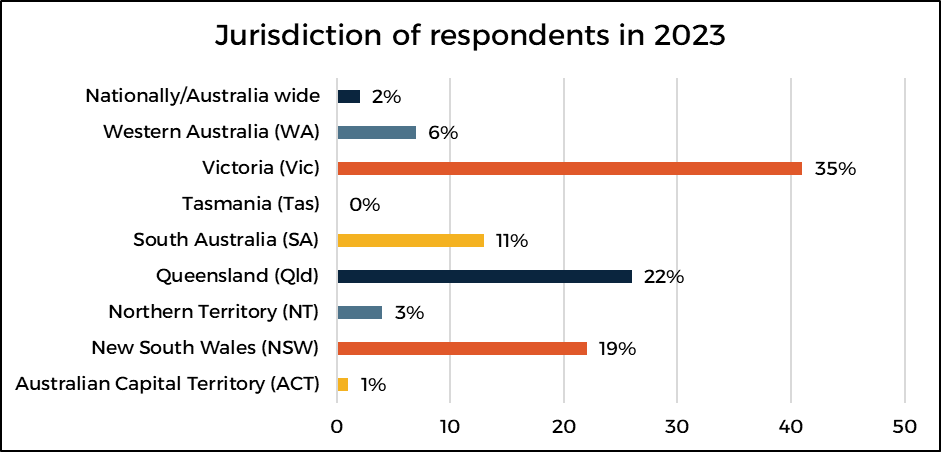 Jurisdiction of respondents in 2023
Nationally/Australia wide 2%
Western Australia (WA) 6%
Victoria (Vic) 35%
Tasmania (Tas) 0%
South Australia (SA) 11%
Queensland (Qld) 22%
Northern Territory (NT) 3%
New South Wales (NSW) 19%
Australian Capital Territory (ACT) 1%
0 10 20 30 40 50